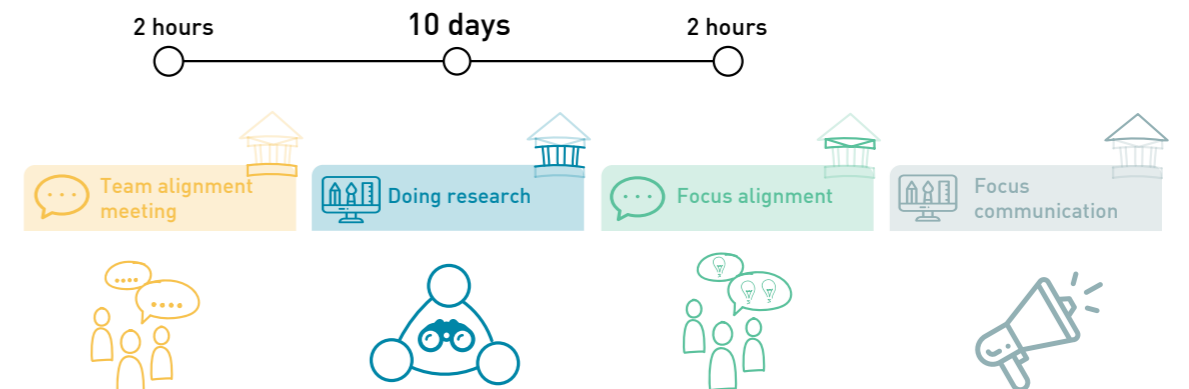 2 hours
10 days
2 hours
Team alignment
meeting
Doing research
Focus alignment
Focus
communication